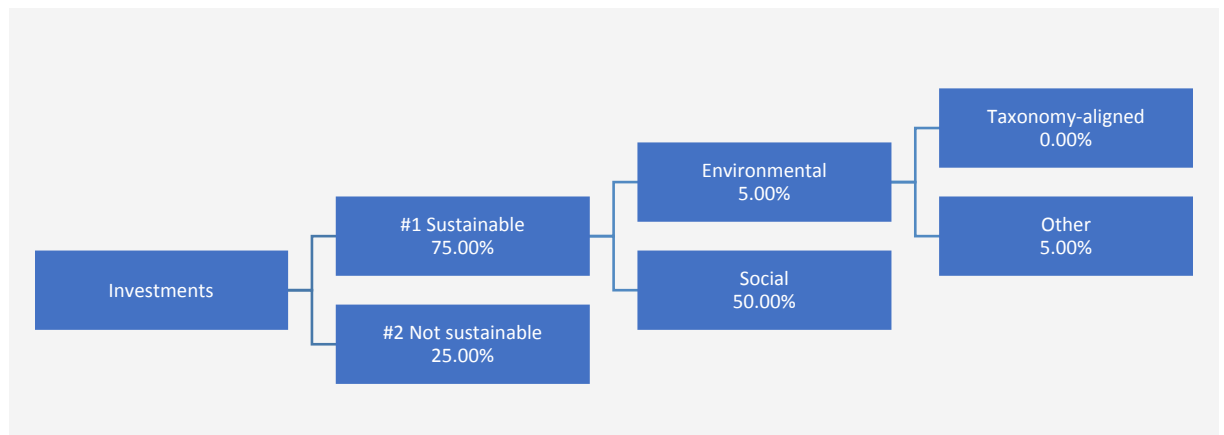 Investments
#1 Sustainable
75.00%
#2 Not sustainable
25.00%
Environmental
5.00%
Social
50.00%
Taxonomy-aligned
0.00%
Other
5.00%